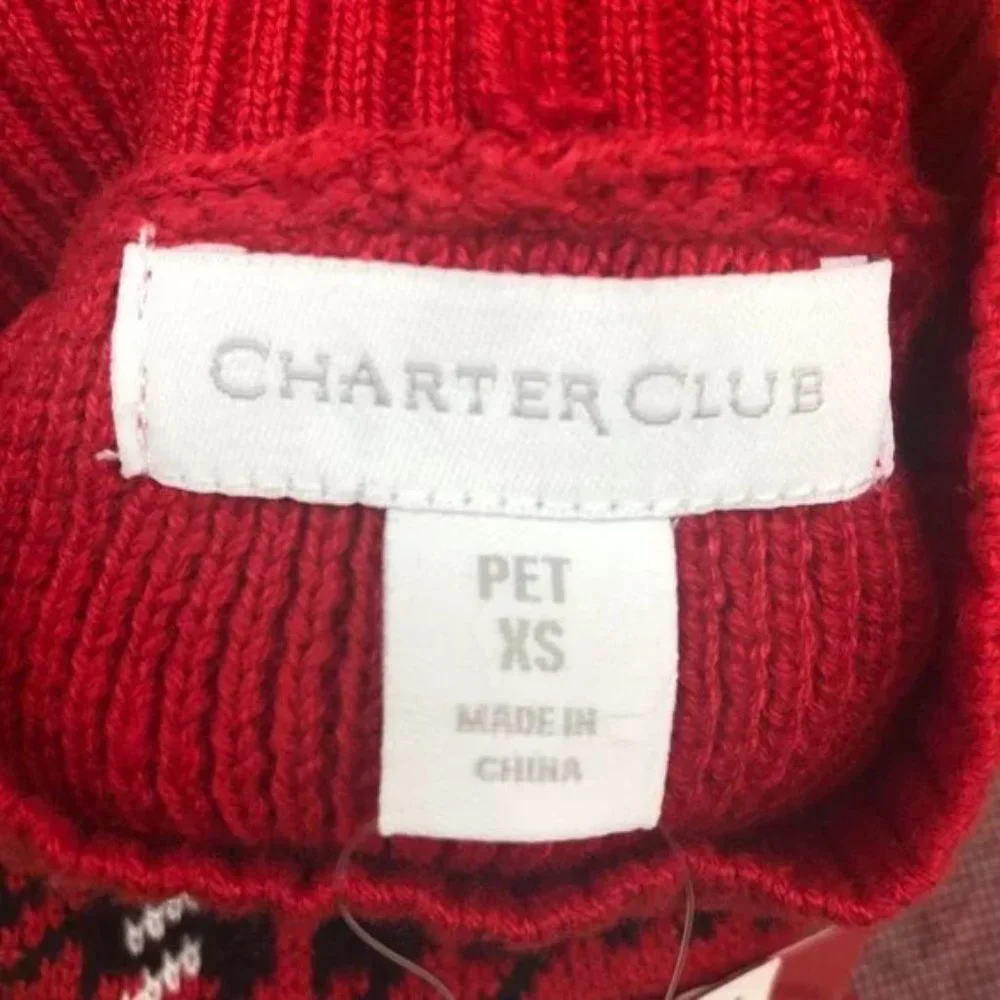 CHARTER CLUB
PET
XS
MADE IN
CHINA